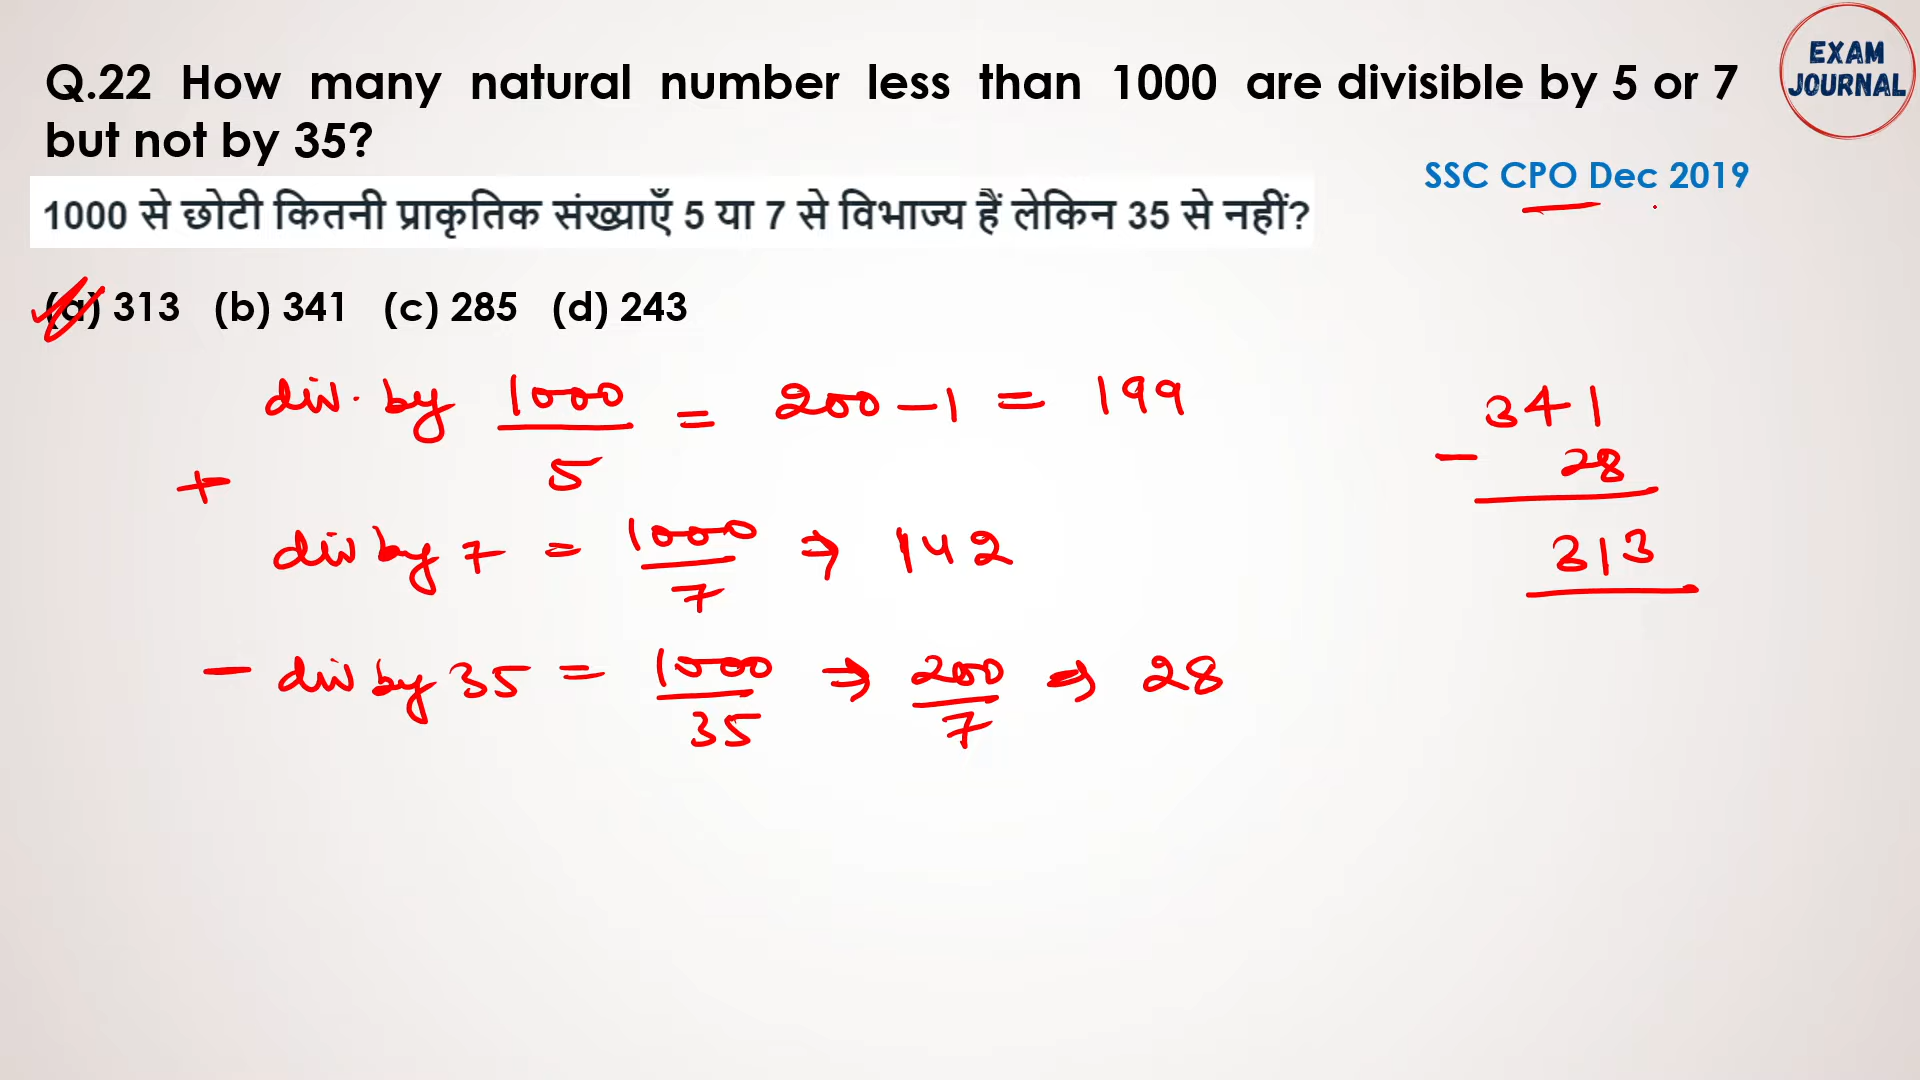 Q.22 How many natural number less than 1000 are divisible by 5 or 7
but not by 35?
EXAM
JOURNAL
SSC CPO Dec 2019
1000 से छोटी कितनी प्राकृतिक संख्याएँ 5 या 7 से विभाज्य हैं लेकिन 35 से नहीं?
(a) 313 (b) 341 (c) 285 (d) 243
div. by 1000/5 = 200 - 1 = 199
+
div by 7 = 1000/7 → 142
- div by 35 = 1000/35 → 200/7 → 28
341
- 28
313